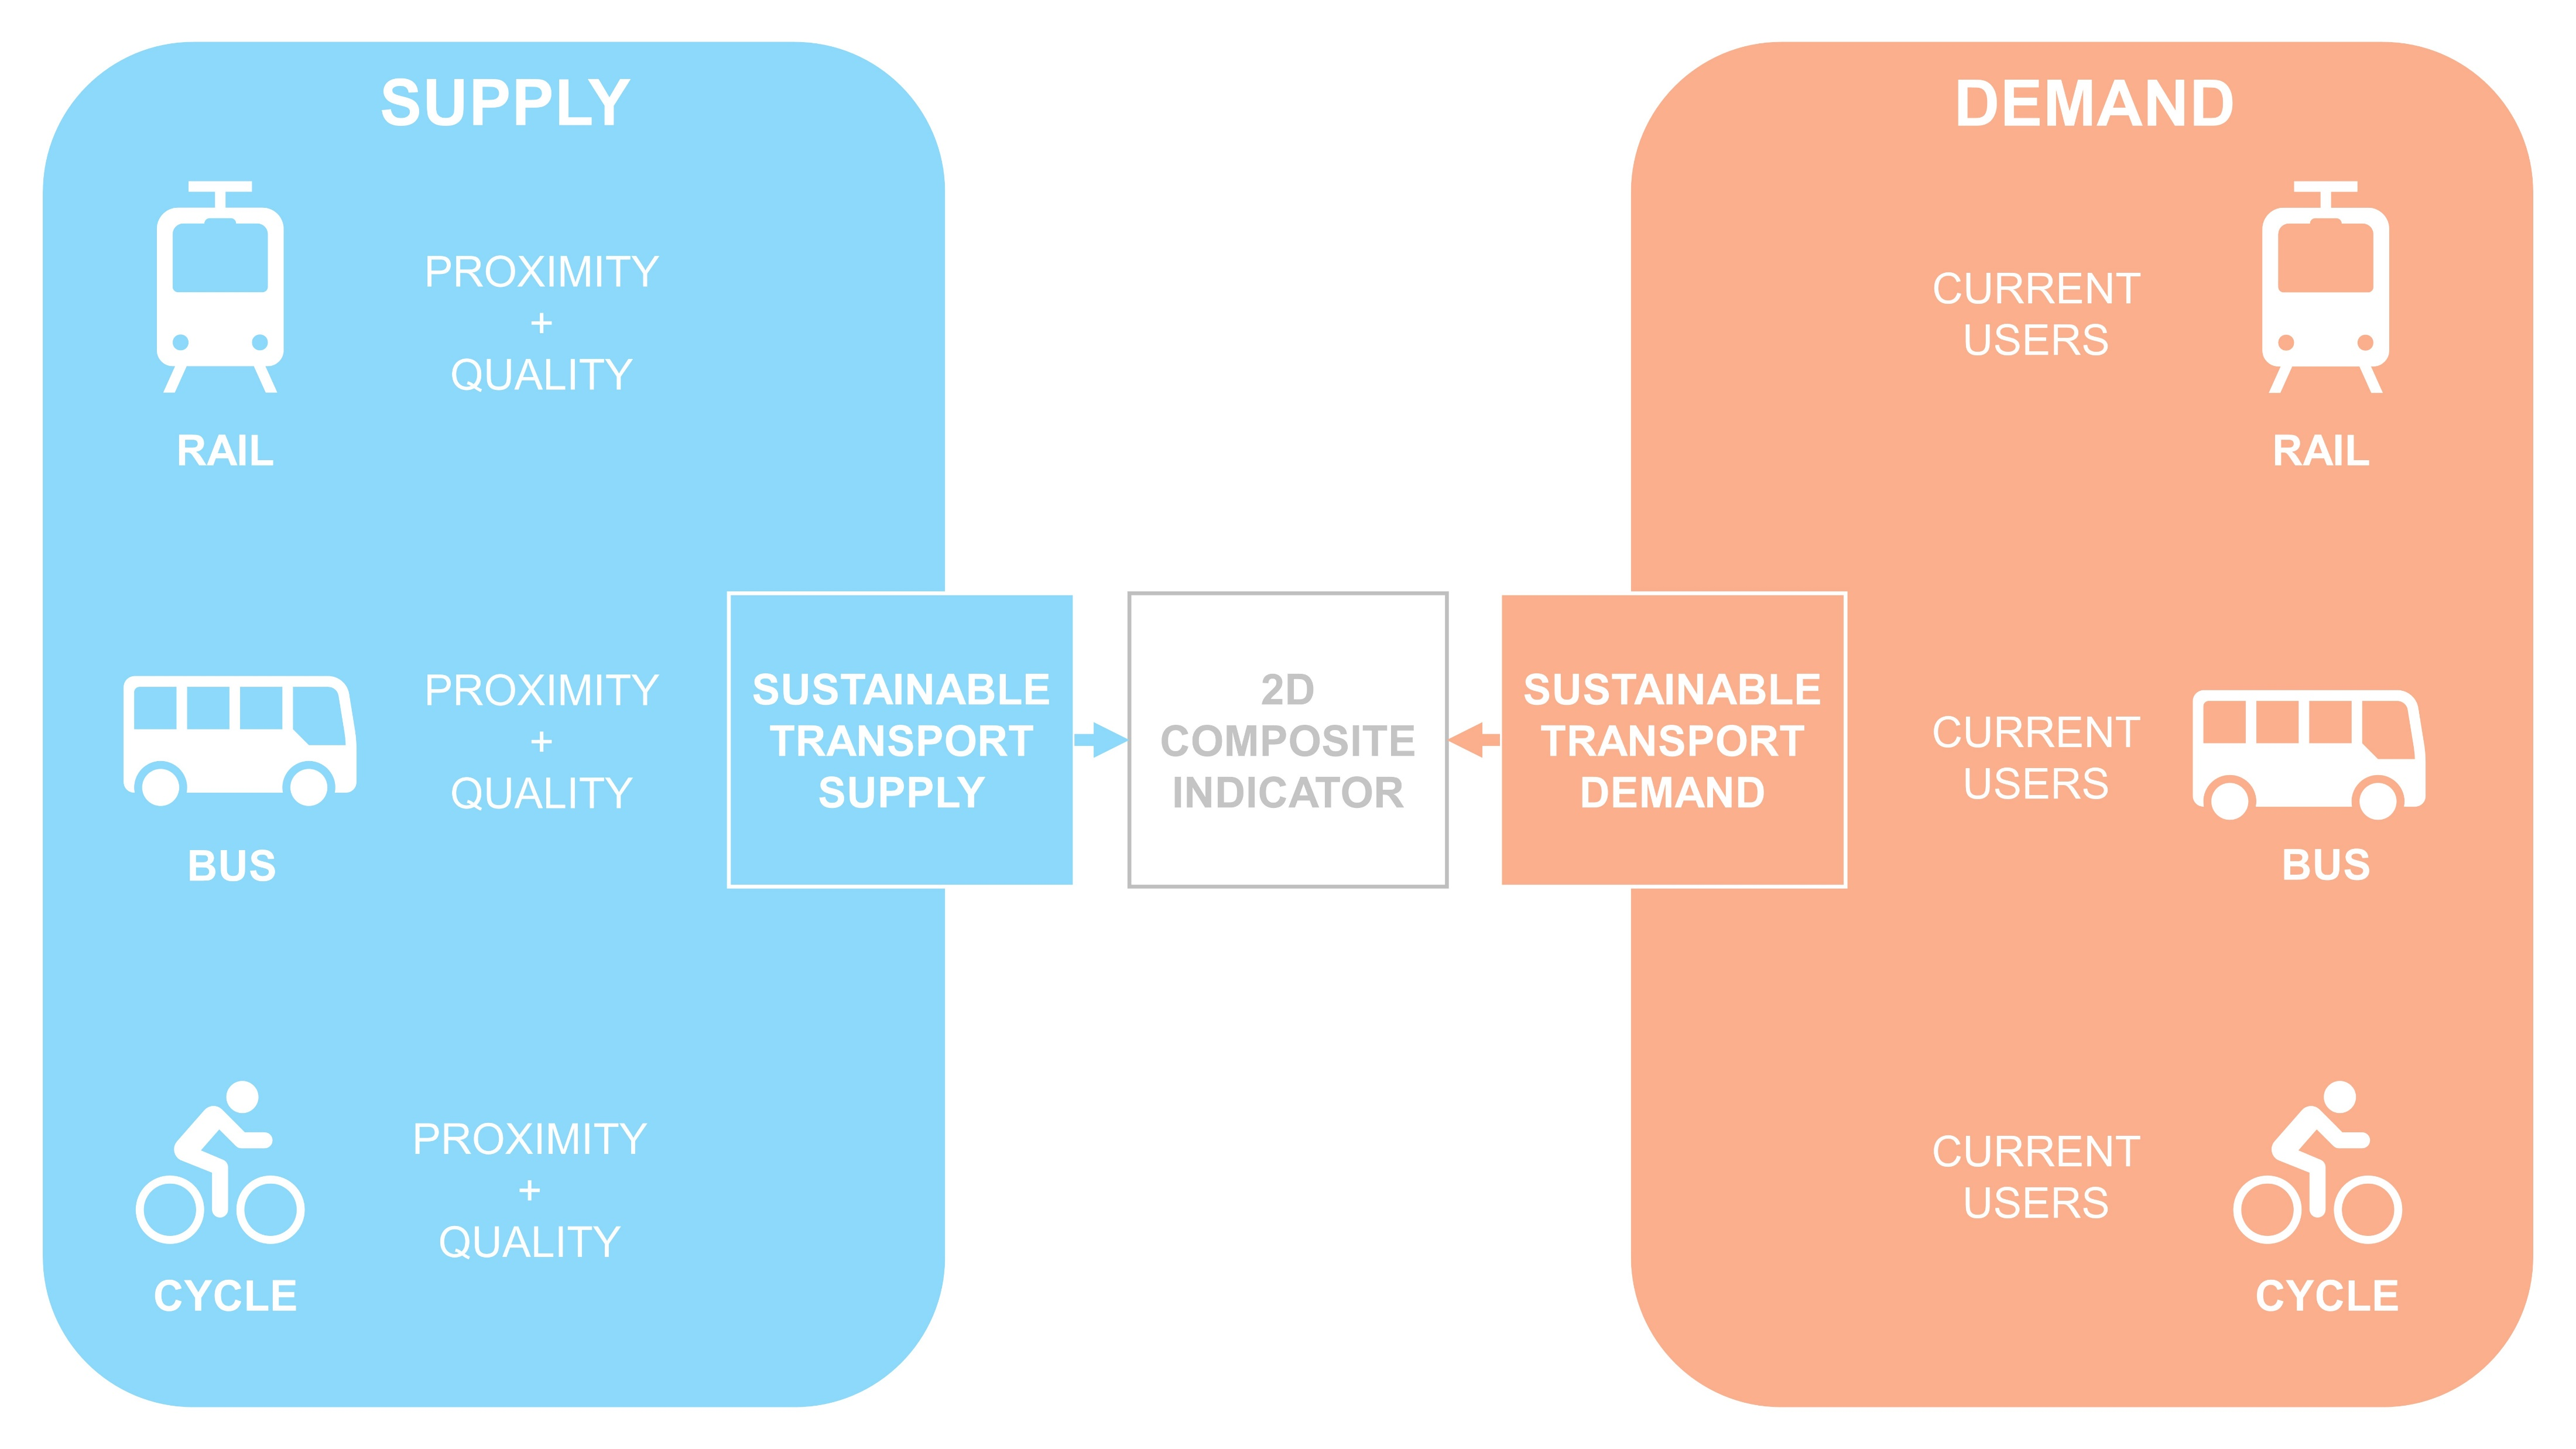 SUPPLY
PROXIMITY
+
QUALITY
RAIL
PROXIMITY
+
QUALITY
BUS
PROXIMITY
+
QUALITY
CYCLE
SUSTAINABLE
TRANSPORT
SUPPLY
2D
COMPOSITE
INDICATOR
SUSTAINABLE
TRANSPORT
DEMAND
DEMAND
CURRENT
USERS
RAIL
CURRENT
USERS
BUS
CURRENT
USERS
CYCLE